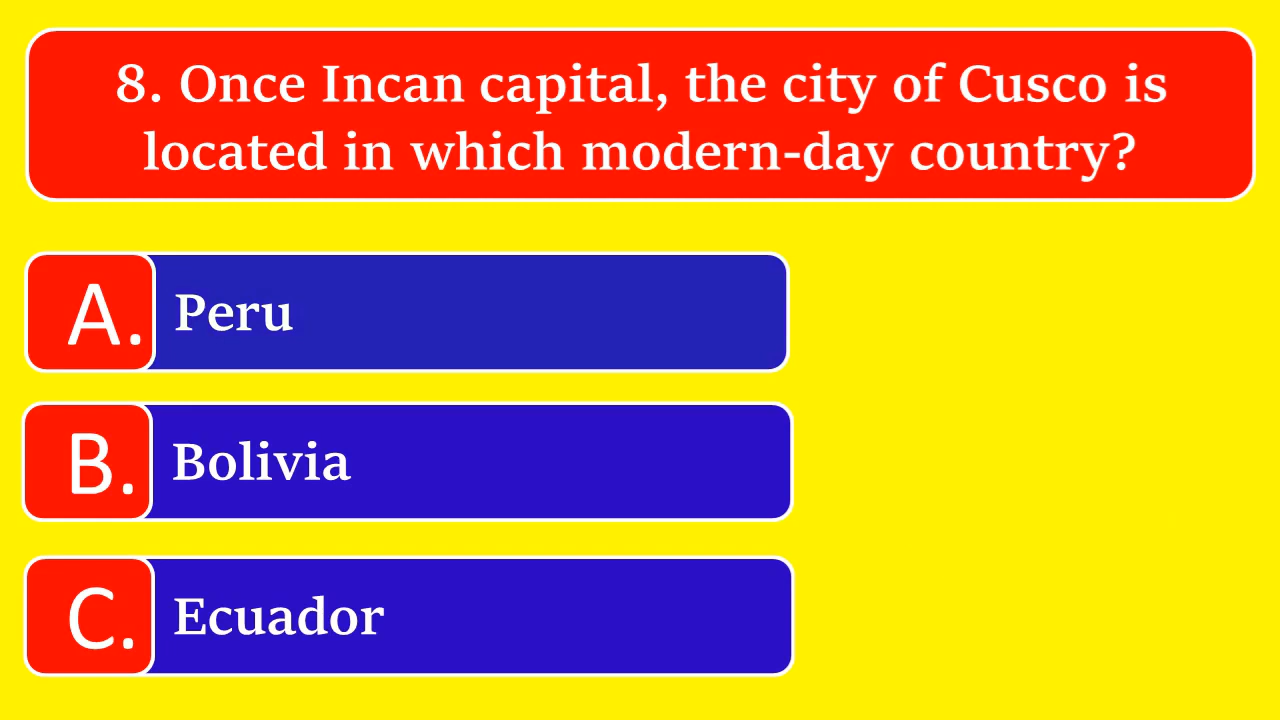 8. Once Incan capital, the city of Cusco is
located in which modern-day country?
A. Peru
B. Bolivia
C. Ecuador